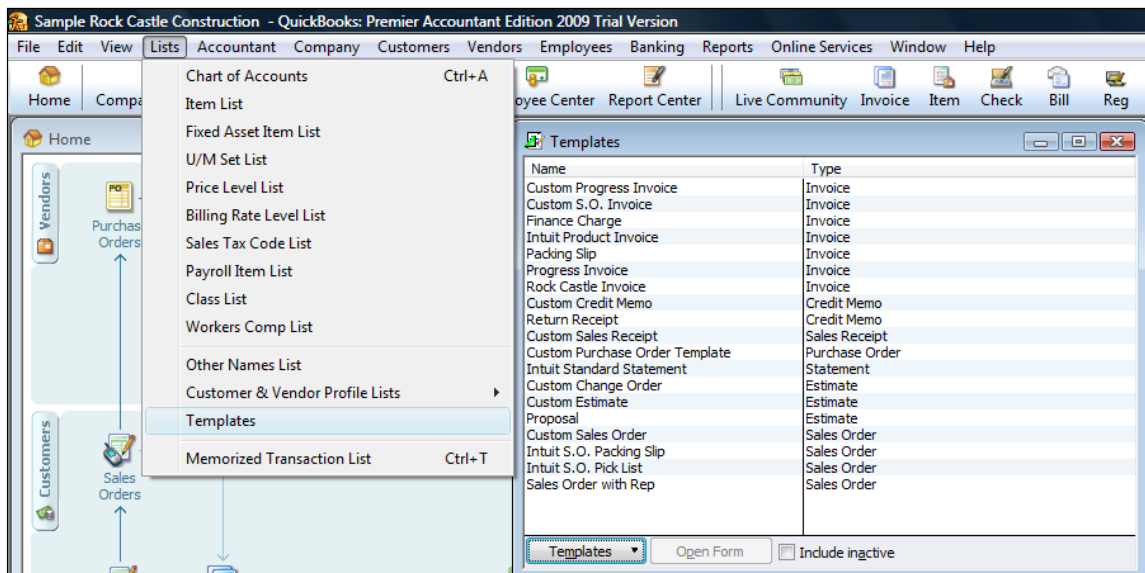 Sample Rock Castle Construction - QuickBooks: Premier Accountant Edition 2009 Trial Version
File Edit View Lists Accountant Company Customers Vendors Employees Banking Reports Online Services Window Help
Home Compa oyee Center Report Center Live Community Invoice Item Check Bill Reg
Home
Vendors
PO
Purchas
Orders
Customers
Sales
Orders
Chart of Accounts Ctrl+A
Item List
Fixed Asset Item List
U/M Set List
Price Level List
Billing Rate Level List
Sales Tax Code List
Payroll Item List
Class List
Workers Comp List
Other Names List
Customer & Vendor Profile Lists
Templates
Memorized Transaction List Ctrl+T
Templates
Name Type
Custom Progress Invoice Invoice
Custom S.O. Invoice Invoice
Finance Charge Invoice
Intuit Product Invoice Invoice
Packing Slip Invoice
Progress Invoice Invoice
Rock Castle Invoice Invoice
Custom Credit Memo Credit Memo
Return Receipt Credit Memo
Custom Sales Receipt Sales Receipt
Custom Purchase Order Template Purchase Order
Intuit Standard Statement Statement
Custom Change Order Estimate
Custom Estimate Estimate
Proposal Estimate
Custom Sales Order Sales Order
Intuit S.O. Packing Slip Sales Order
Intuit S.O. Pick List Sales Order
Sales Order with Rep Sales Order
Templates Open Form Include inactive